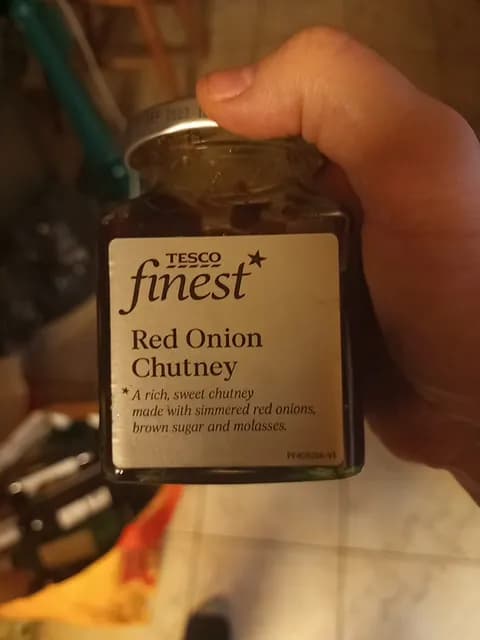 TESCO
finest*
Red Onion
Chutney
*A rich, sweet chutney
made with simmered red onions,
brown sugar and molasses.